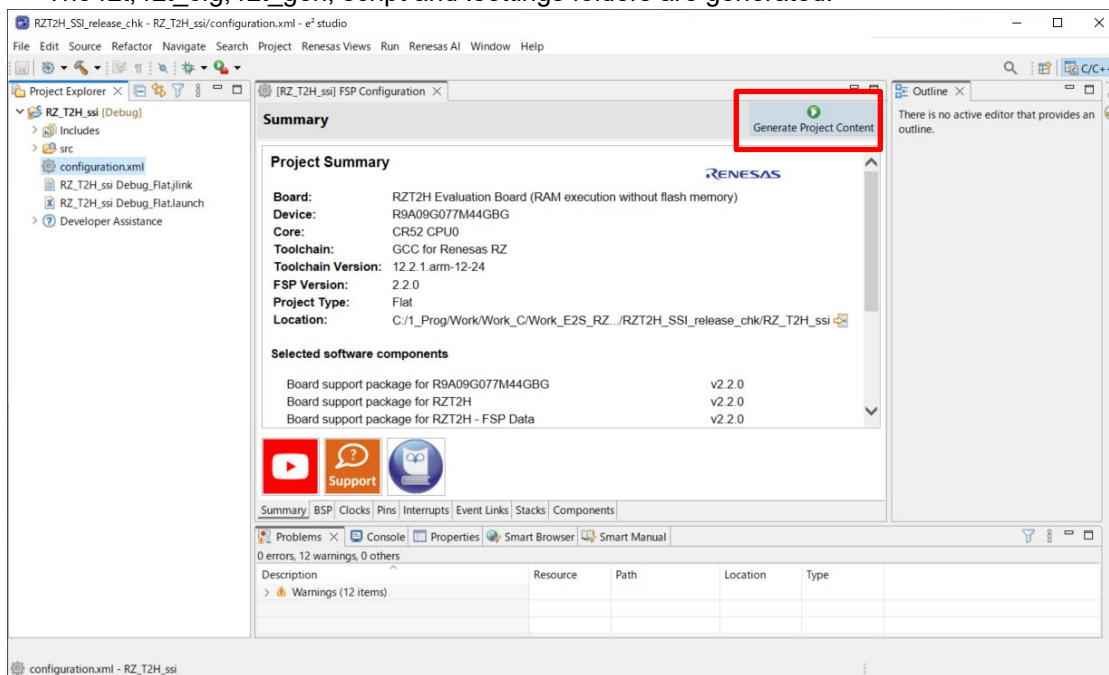 RZT2H_SSI_release_chk - RZ_T2H_ssi/configuration.xml - e² studio
File Edit Source Refactor Navigate Search Project Renesas Views Run Renesas AI Window Help
C/C++
Project Explorer
[RZ_T2H_ssi] FSP Configuration
Outline
RZ_T2H_ssi [Debug]
Includes
src
configuration.xml
RZ_T2H_ssi Debug_Flat.jlink
RZ_T2H_ssi Debug_Flat.launch
Developer Assistance
Summary
Generate Project Content
There is no active editor that provides an
outline.
Project Summary
RENESAS
Board: RZT2H Evaluation Board (RAM execution without flash memory)
Device: R9A09G077M44GBG
Core: CR52 CPU0
Toolchain: GCC for Renesas RZ
Toolchain Version: 12.2.1.arm-12-24
FSP Version: 2.2.0
Project Type: Flat
Location: C:/1_Prog/Work/Work_C/Work_E2S_RZ.../RZT2H_SSI_release_chk/RZ_T2H_ssi
Selected software components
Board support package for R9A09G077M44GBG v2.2.0
Board support package for RZT2H v2.2.0
Board support package for RZT2H - FSP Data v2.2.0
Support
Summary BSP Clocks Pins Interrupts Event Links Stacks Components
Problems Console Properties Smart Browser Smart Manual
0 errors, 12 warnings, 0 others
Description Resource Path Location Type
Warnings (12 items)
configuration.xml - RZ_T2H_ssi